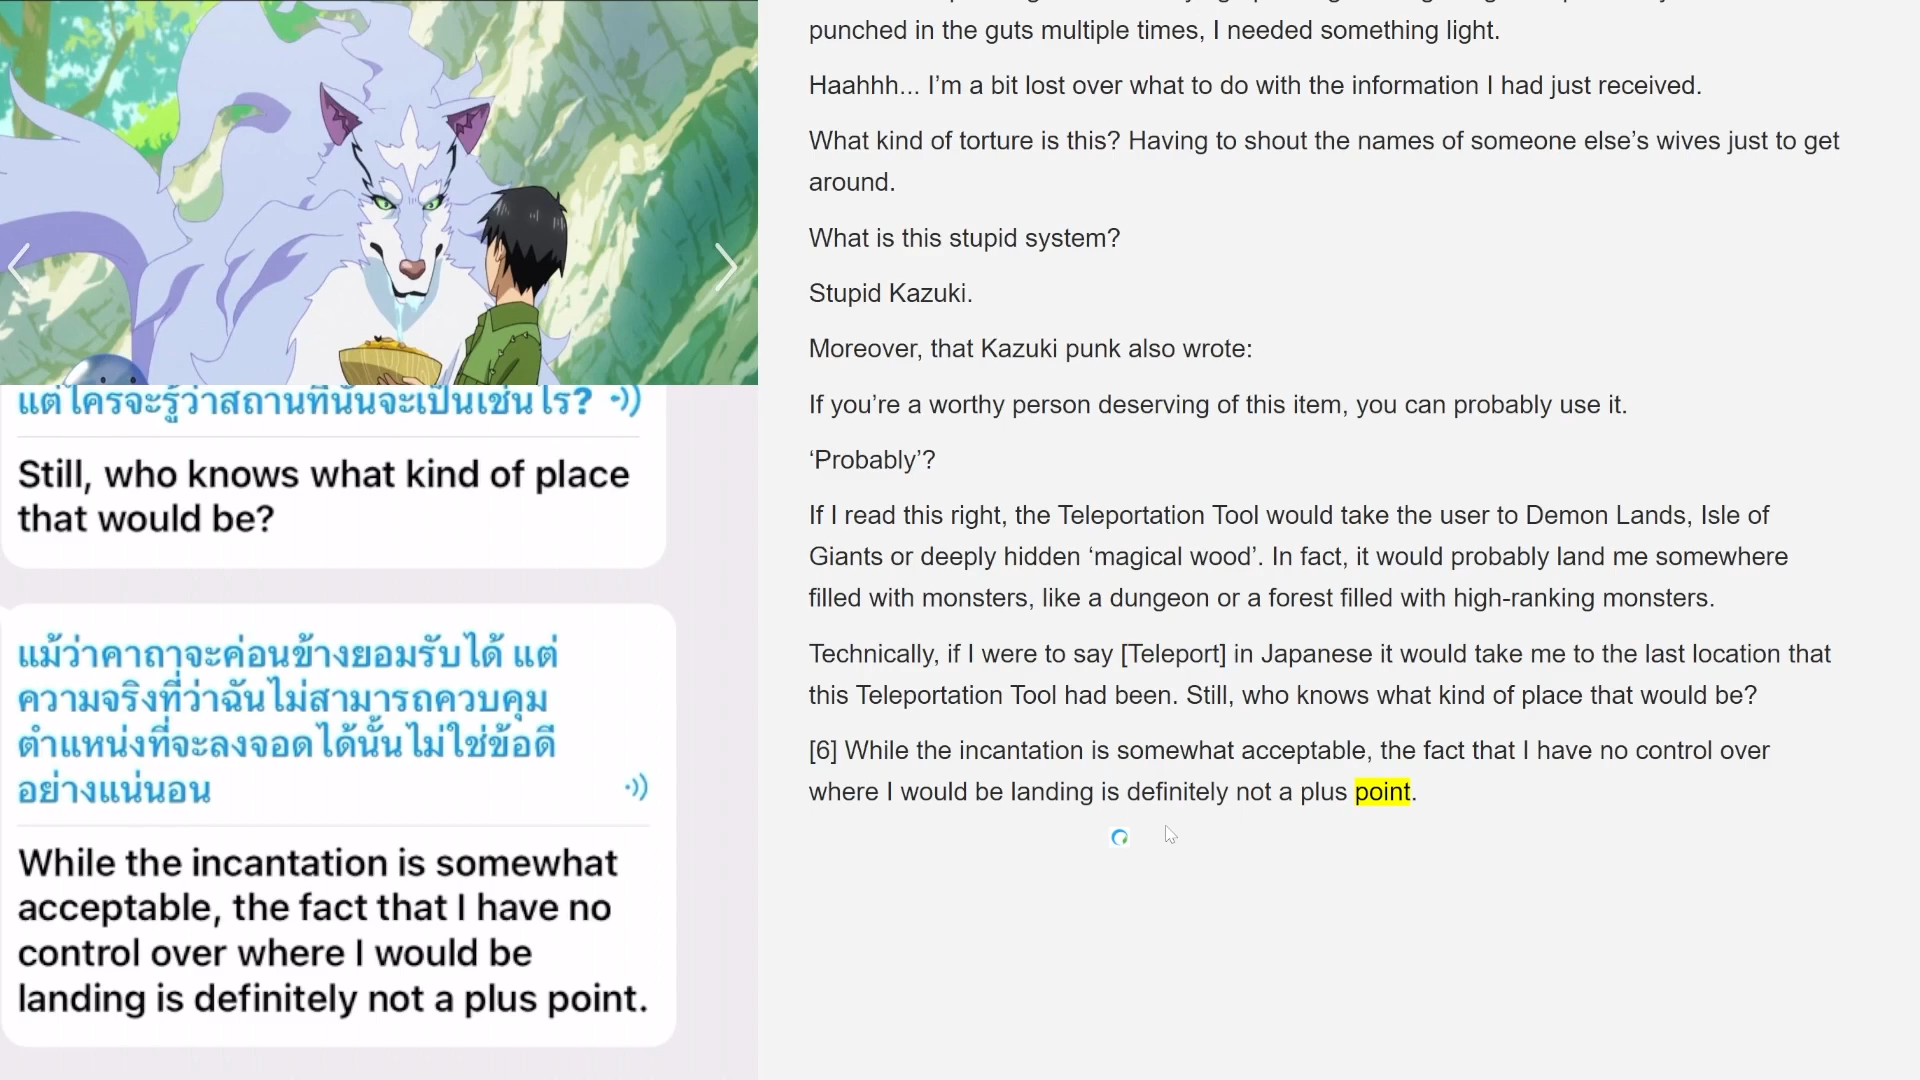 แต่ใครจะรู้ว่าสถานที่นั้นจะเป็นเช่นไร?
Still, who knows what kind of place
that would be?
แม้ว่าคาถาจะค่อนข้างยอมรับได้ แต่
ความจริงที่ว่าฉันไม่สามารถควบคุม
ตำแหน่งที่จะลงจอดได้นั้นไม่ใช่ข้อดี
อย่างแน่นอน
While the incantation is somewhat
acceptable, the fact that I have no
control over where I would be
landing is definitely not a plus point.
punched in the guts multiple times, I needed something light.
Haahhh... I’m a bit lost over what to do with the information I had just received.
What kind of torture is this? Having to shout the names of someone else’s wives just to get
around.
What is this stupid system?
Stupid Kazuki.
Moreover, that Kazuki punk also wrote:
If you’re a worthy person deserving of this item, you can probably use it.
‘Probably’?
If I read this right, the Teleportation Tool would take the user to Demon Lands, Isle of
Giants or deeply hidden ‘magical wood’. In fact, it would probably land me somewhere
filled with monsters, like a dungeon or a forest filled with high-ranking monsters.
Technically, if I were to say [Teleport] in Japanese it would take me to the last location that
this Teleportation Tool had been. Still, who knows what kind of place that would be?
[6] While the incantation is somewhat acceptable, the fact that I have no control over
where I would be landing is definitely not a plus point.